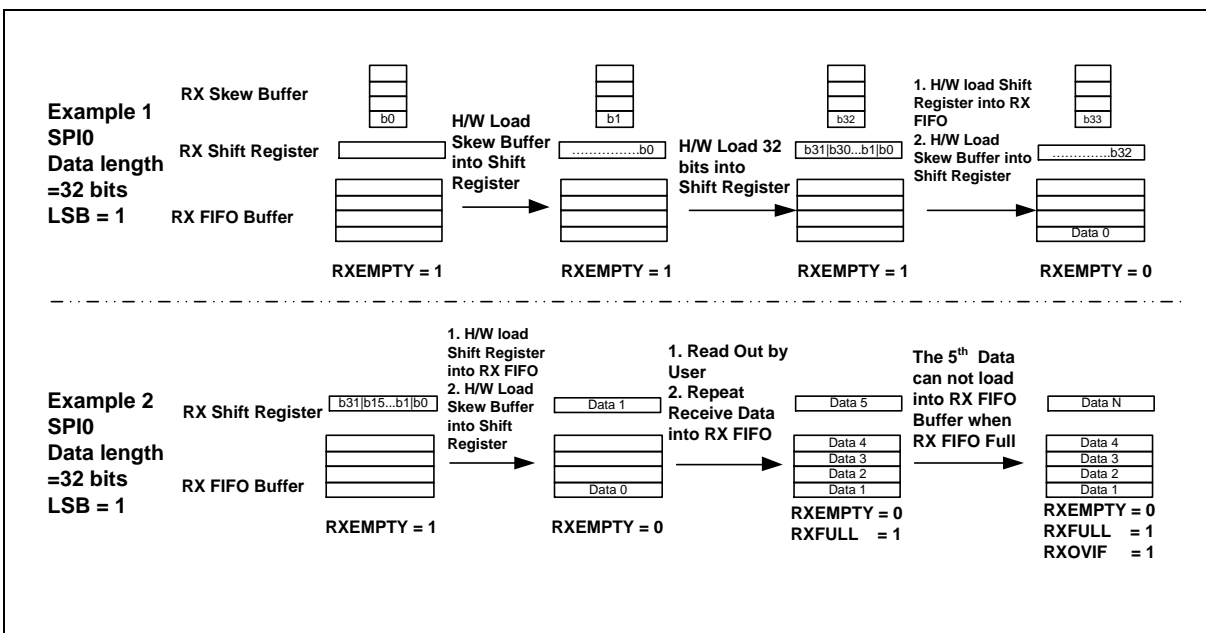 Example 1
SPI0
Data length
=32 bits
LSB = 1
RX Skew Buffer
RX Shift Register
RX FIFO Buffer
b0
RXEMPTY = 1
H/W Load
Skew Buffer
into Shift
Register
b1
...............b0
RXEMPTY = 1
H/W Load 32
bits into
Shift Register
b32
b31|b30...b1|b0
RXEMPTY = 1
1. H/W load Shift
Register into RX
FIFO
2. H/W Load
Skew Buffer into
Shift Register
b33
.............b32
Data 0
RXEMPTY = 0
Example 2
SPI0
Data length
=32 bits
LSB = 1
RX Shift Register
RX FIFO Buffer
b31|b15...b1|b0
RXEMPTY = 1
1. H/W load
Shift Register
into RX FIFO
2. H/W Load
Skew Buffer
into Shift
Register
Data 1
Data 0
RXEMPTY = 0
1. Read Out by
User
2. Repeat
Receive Data
into RX FIFO
Data 5
Data 4
Data 3
Data 2
Data 1
RXEMPTY = 0
RXFULL = 1
The 5th Data
can not load
into RX FIFO
Buffer when
RX FIFO Full
Data N
Data 4
Data 3
Data 2
Data 1
RXEMPTY = 0
RXFULL = 1
RXOVIF = 1